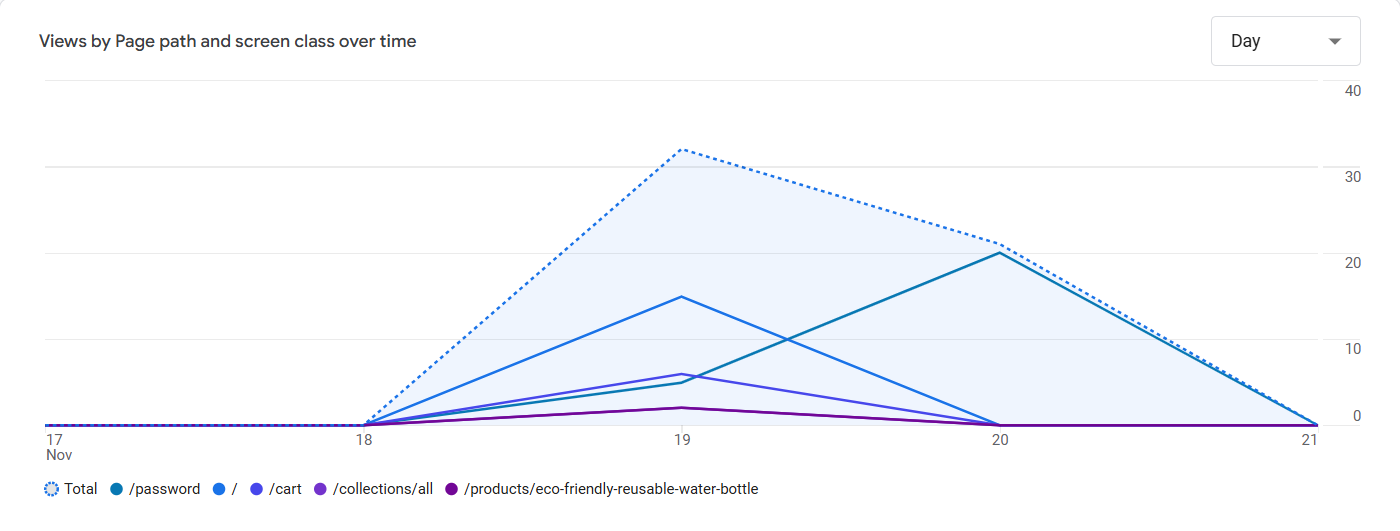 Views by Page path and screen class over time
Day
40
30
20
10
0
17 18 19 20 21
Nov
Total /password / /cart /collections/all /products/eco-friendly-reusable-water-bottle